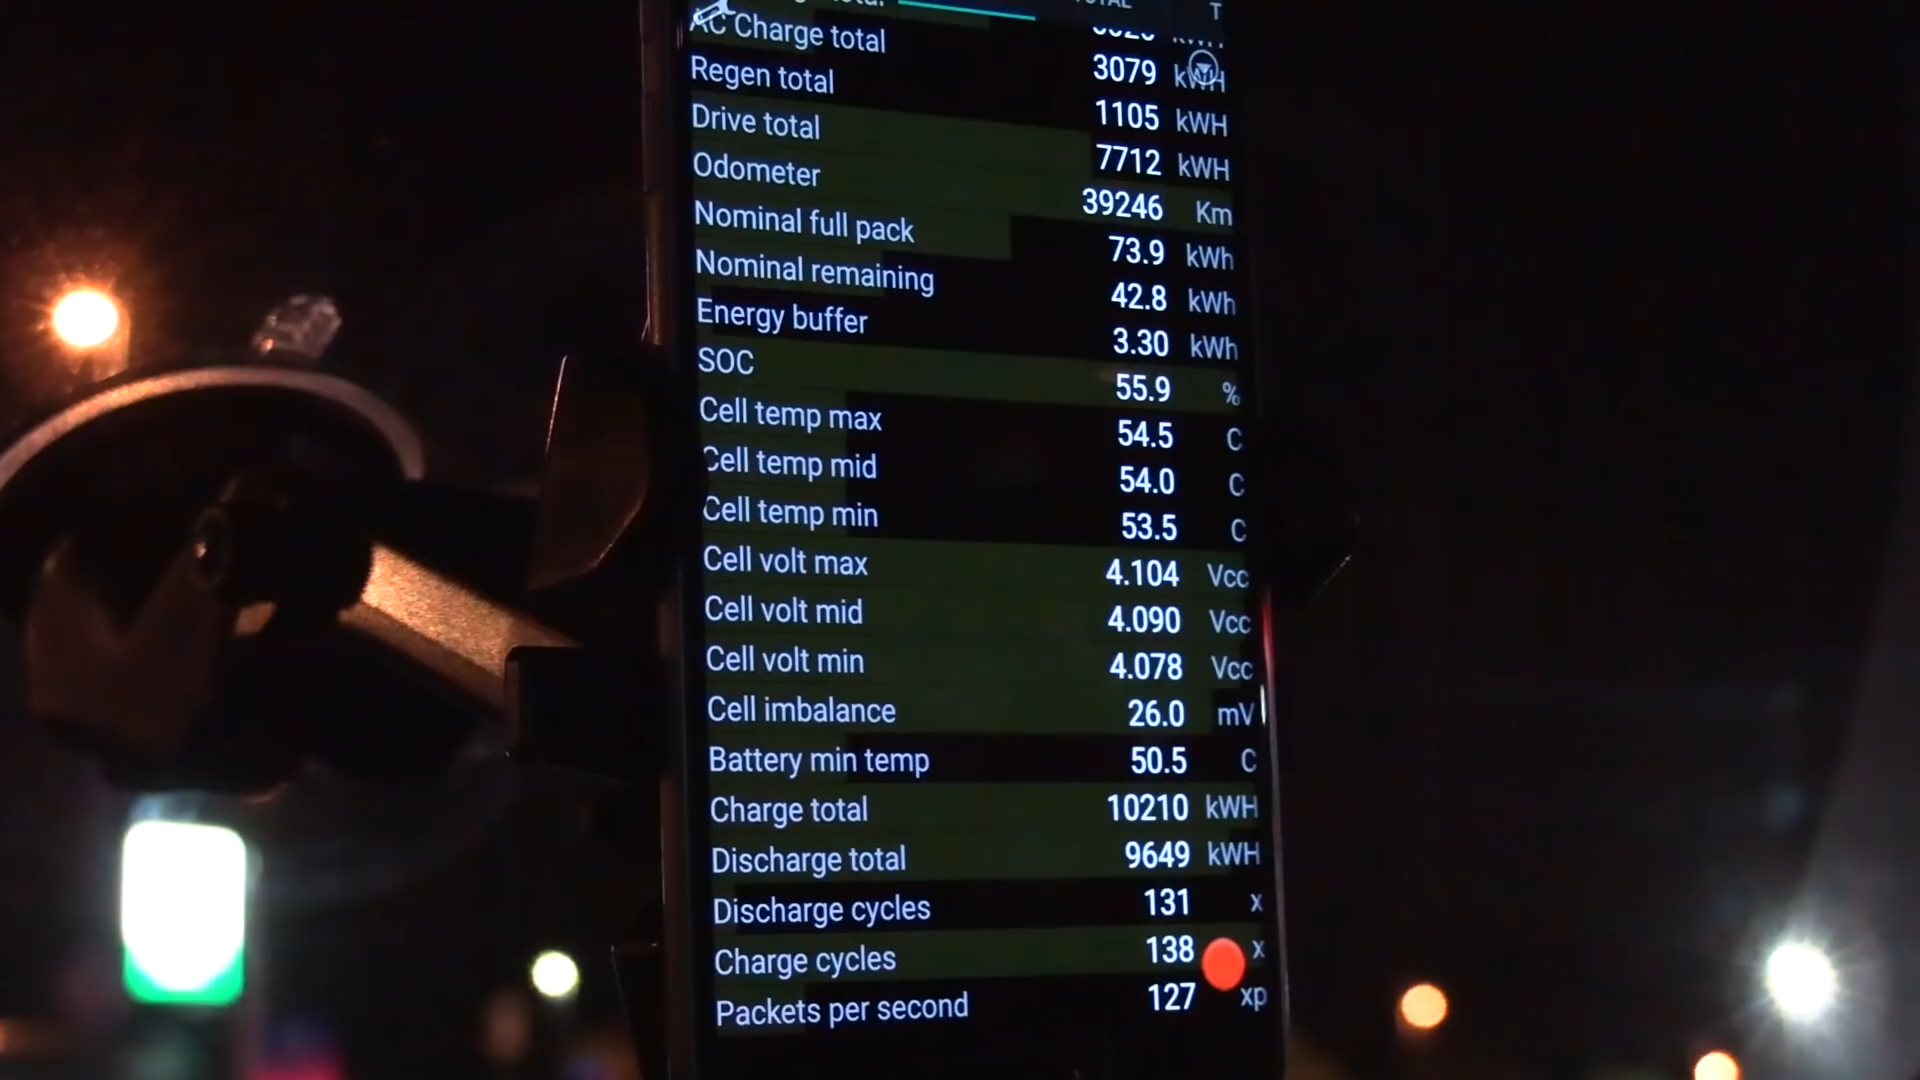 AC Charge total 3079 kWH
Regen total 1105 kWH
Drive total 7712 kWH
Odometer 39246 Km
Nominal full pack 73.9 kWh
Nominal remaining 42.8 kWh
Energy buffer 3.30 kWh
SOC 55.9 %
Cell temp max 54.5 C
Cell temp mid 54.0 C
Cell temp min 53.5 C
Cell volt max 4.104 Vcc
Cell volt mid 4.090 Vcc
Cell volt min 4.078 Vcc
Cell imbalance 26.0 mV
Battery min temp 50.5 C
Charge total 10210 kWH
Discharge total 9649 kWH
Discharge cycles 131 x
Charge cycles 138 x
Packets per second 127 xp